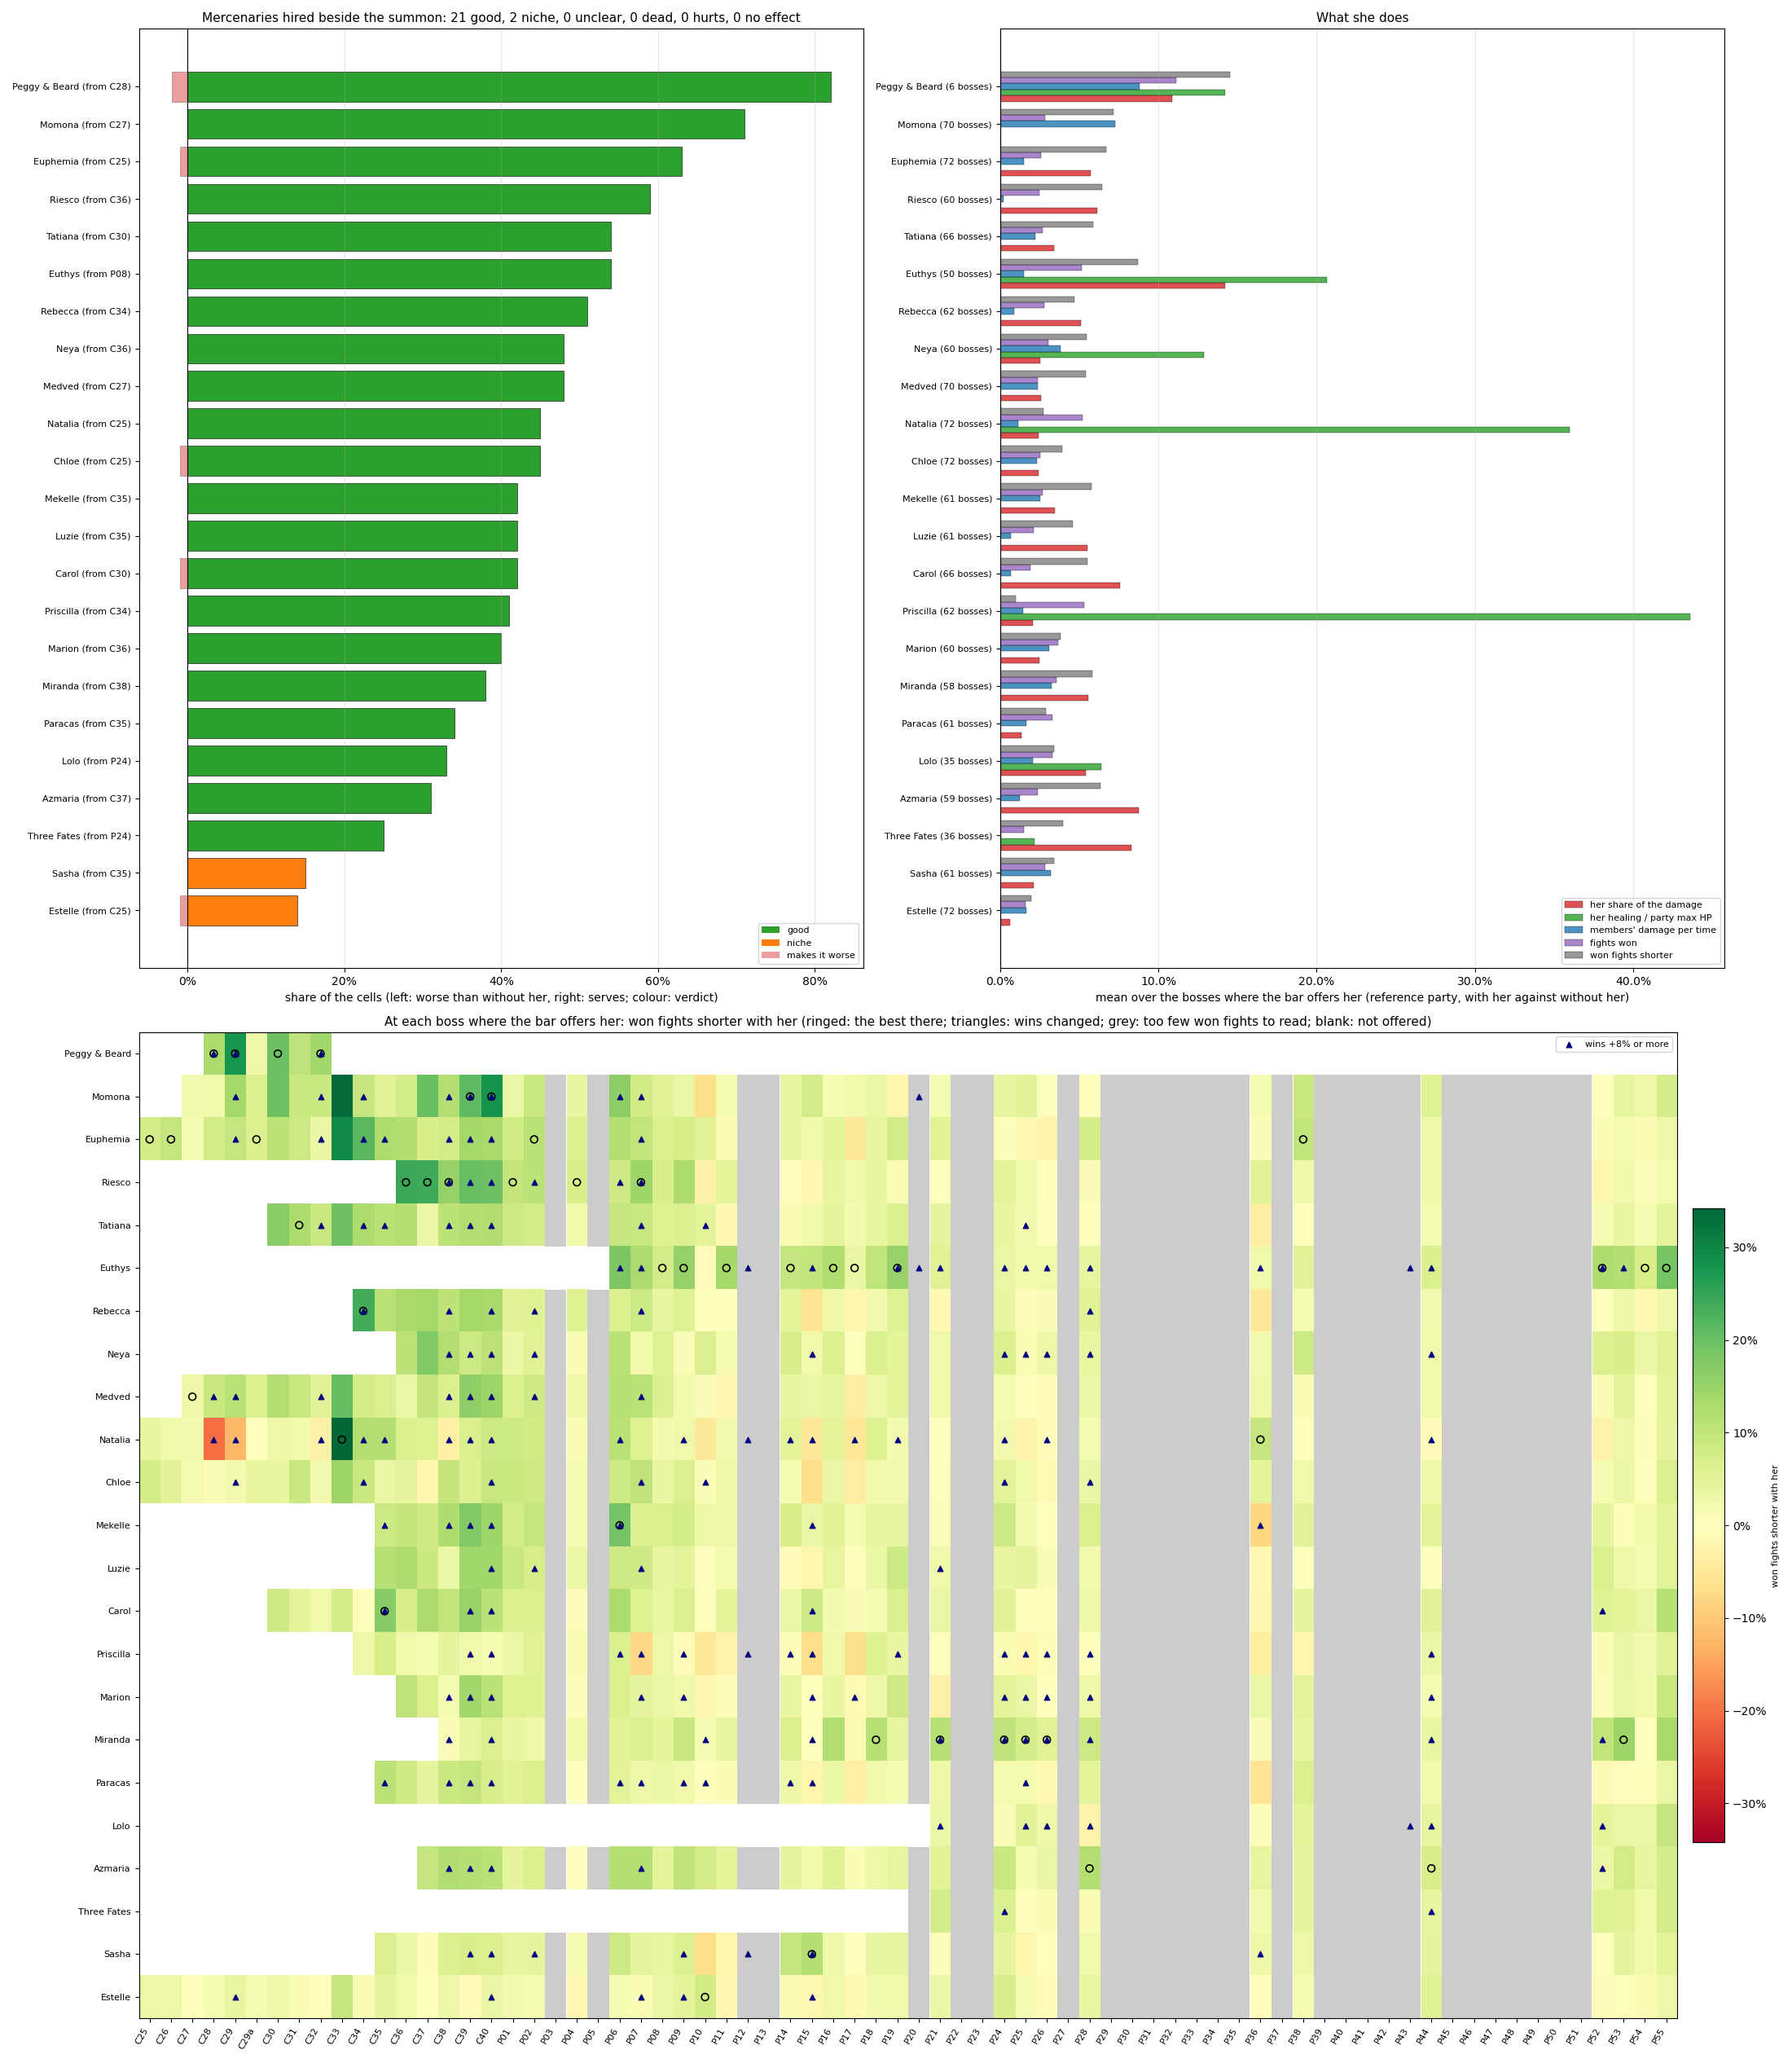 Mercenaries hired beside the summon: 21 good, 2 niche, 0 unclear, 0 dead, 0 hurts, 0 no effect
Peggy & Beard (from C28)
Momona (from C27)
Euphemia (from C25)
Riesco (from C36)
Tatiana (from C30)
Euthys (from P08)
Rebecca (from C34)
Neya (from C36)
Medved (from C27)
Natalia (from C25)
Chloe (from C25)
Mekelle (from C35)
Luzie (from C35)
Carol (from C30)
Priscilla (from C34)
Marion (from C36)
Miranda (from C38)
Paracas (from C35)
Lolo (from P24)
Azmaria (from C37)
Three Fates (from P24)
Sasha (from C35)
Estelle (from C25)
good
niche
makes it worse
0% 20% 40% 60% 80%
share of the cells (left: worse than without her, right: serves; colour: verdict)
What she does
Peggy & Beard (6 bosses)
Momona (70 bosses)
Euphemia (72 bosses)
Riesco (60 bosses)
Tatiana (66 bosses)
Euthys (50 bosses)
Rebecca (62 bosses)
Neya (60 bosses)
Medved (70 bosses)
Natalia (72 bosses)
Chloe (72 bosses)
Mekelle (61 bosses)
Luzie (61 bosses)
Carol (66 bosses)
Priscilla (62 bosses)
Marion (60 bosses)
Miranda (58 bosses)
Paracas (61 bosses)
Lolo (35 bosses)
Azmaria (59 bosses)
Three Fates (36 bosses)
Sasha (61 bosses)
Estelle (72 bosses)
her share of the damage
her healing / party max HP
members' damage per time
fights won
won fights shorter
0.0% 10.0% 20.0% 30.0% 40.0%
mean over the bosses where the bar offers her (reference party, with her against without her)
At each boss where the bar offers her: won fights shorter with her (ringed: the best there; triangles: wins changed; grey: too few won fights to read; blank: not offered)
wins +8% or more
Peggy & Beard
Momona
Euphemia
Riesco
Tatiana
Euthys
Rebecca
Neya
Medved
Natalia
Chloe
Mekelle
Luzie
Carol
Priscilla
Marion
Miranda
Paracas
Lolo
Azmaria
Three Fates
Sasha
Estelle
C25 C26 C27 C28 C29 C29a C30 C31 C32 C33 C34 C35 C36 C37 C38 C39 C40 P01 P02 P03 P04 P05 P06 P07 P08 P09 P10 P11 P12 P13 P14 P15 P16 P17 P18 P19 P20 P21 P22 P23 P24 P25 P26 P27 P28 P29 P30 P31 P32 P33 P34 P35 P36 P37 P38 P39 P40 P41 P42 P43 P44 P45 P46 P47 P48 P49 P50 P51 P52 P53 P54 P55
30%
20%
10%
0%
−10%
−20%
−30%
won fights shorter with her